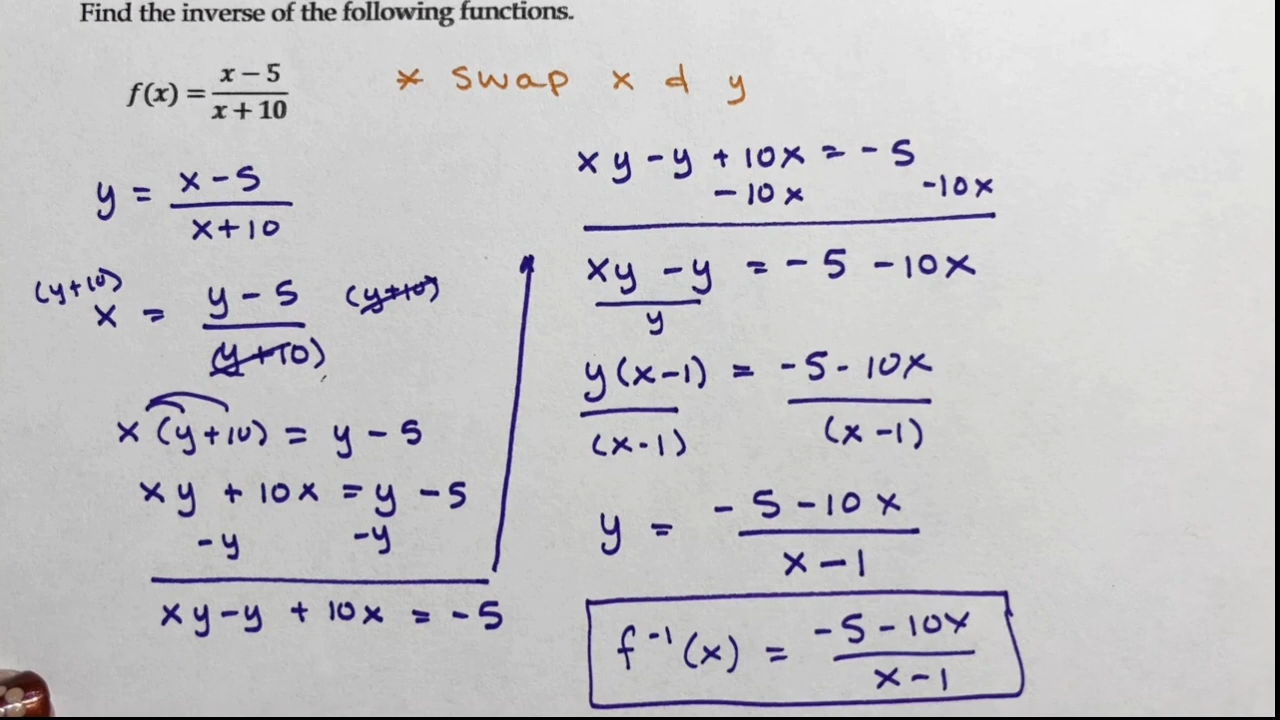 Find the inverse of the following functions.
f(x) = (x − 5)/(x + 10)
* swap x d y
y = (x - 5)/(x + 10)
(y+10) x = (y - 5)/(y+10) (y+10)
x (y+10) = y - 5
xy + 10x = y - 5
-y -y
xy - y + 10x = -5
xy - y + 10x = -5
-10x -10x
xy - y = -5 - 10x
y
y(x-1) = -5 - 10x
(x-1) (x-1)
y = (-5 - 10x)/(x - 1)
f⁻¹(x) = (-5 - 10x)/(x - 1)